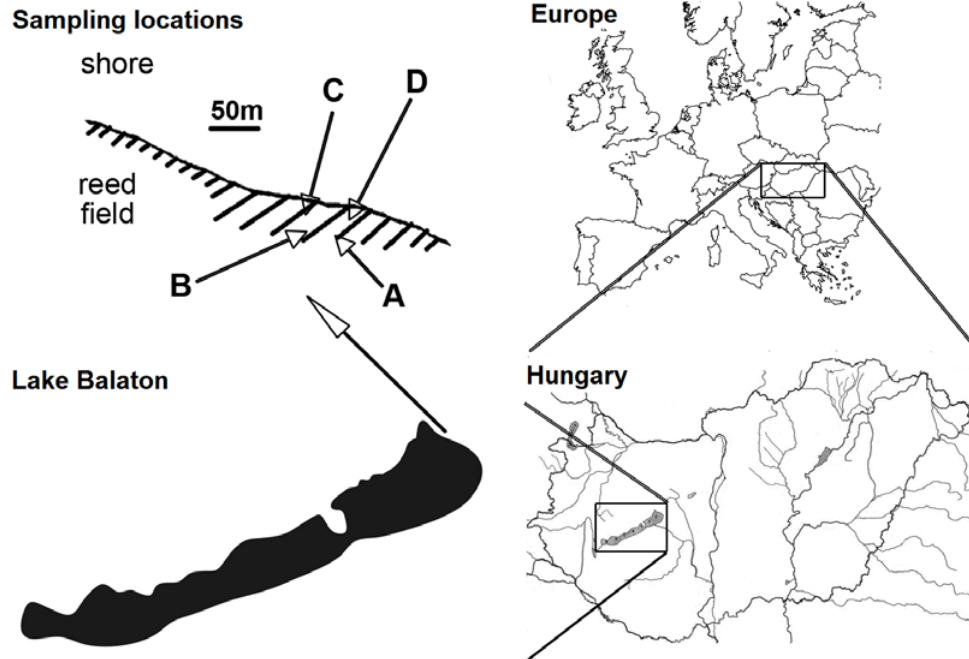 Sampling locations
shore
C
D
50m
reed
field
B
A
Lake Balaton
Europe
Hungary